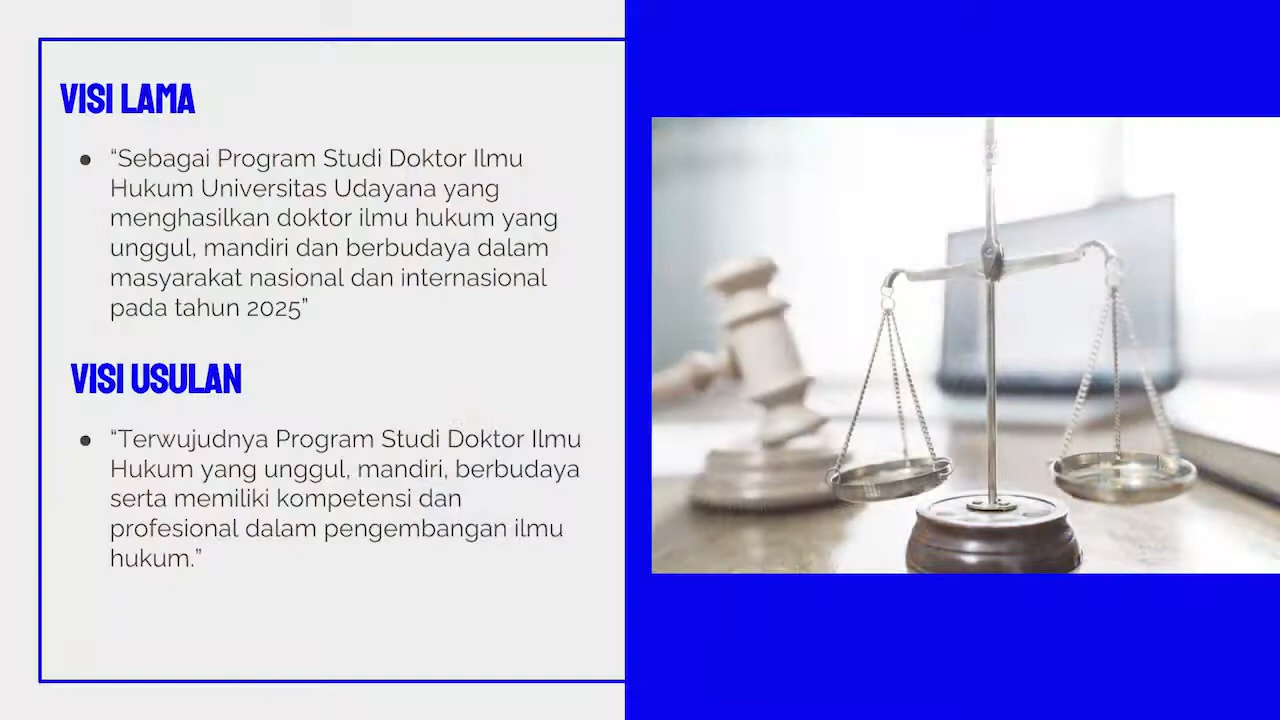 VISI LAMA
● “Sebagai Program Studi Doktor Ilmu
Hukum Universitas Udayana yang
menghasilkan doktor ilmu hukum yang
unggul, mandiri dan berbudaya dalam
masyarakat nasional dan internasional
pada tahun 2025”
VISI USULAN
● “Terwujudnya Program Studi Doktor Ilmu
Hukum yang unggul, mandiri, berbudaya
serta memiliki kompetensi dan
profesional dalam pengembangan ilmu
hukum.”